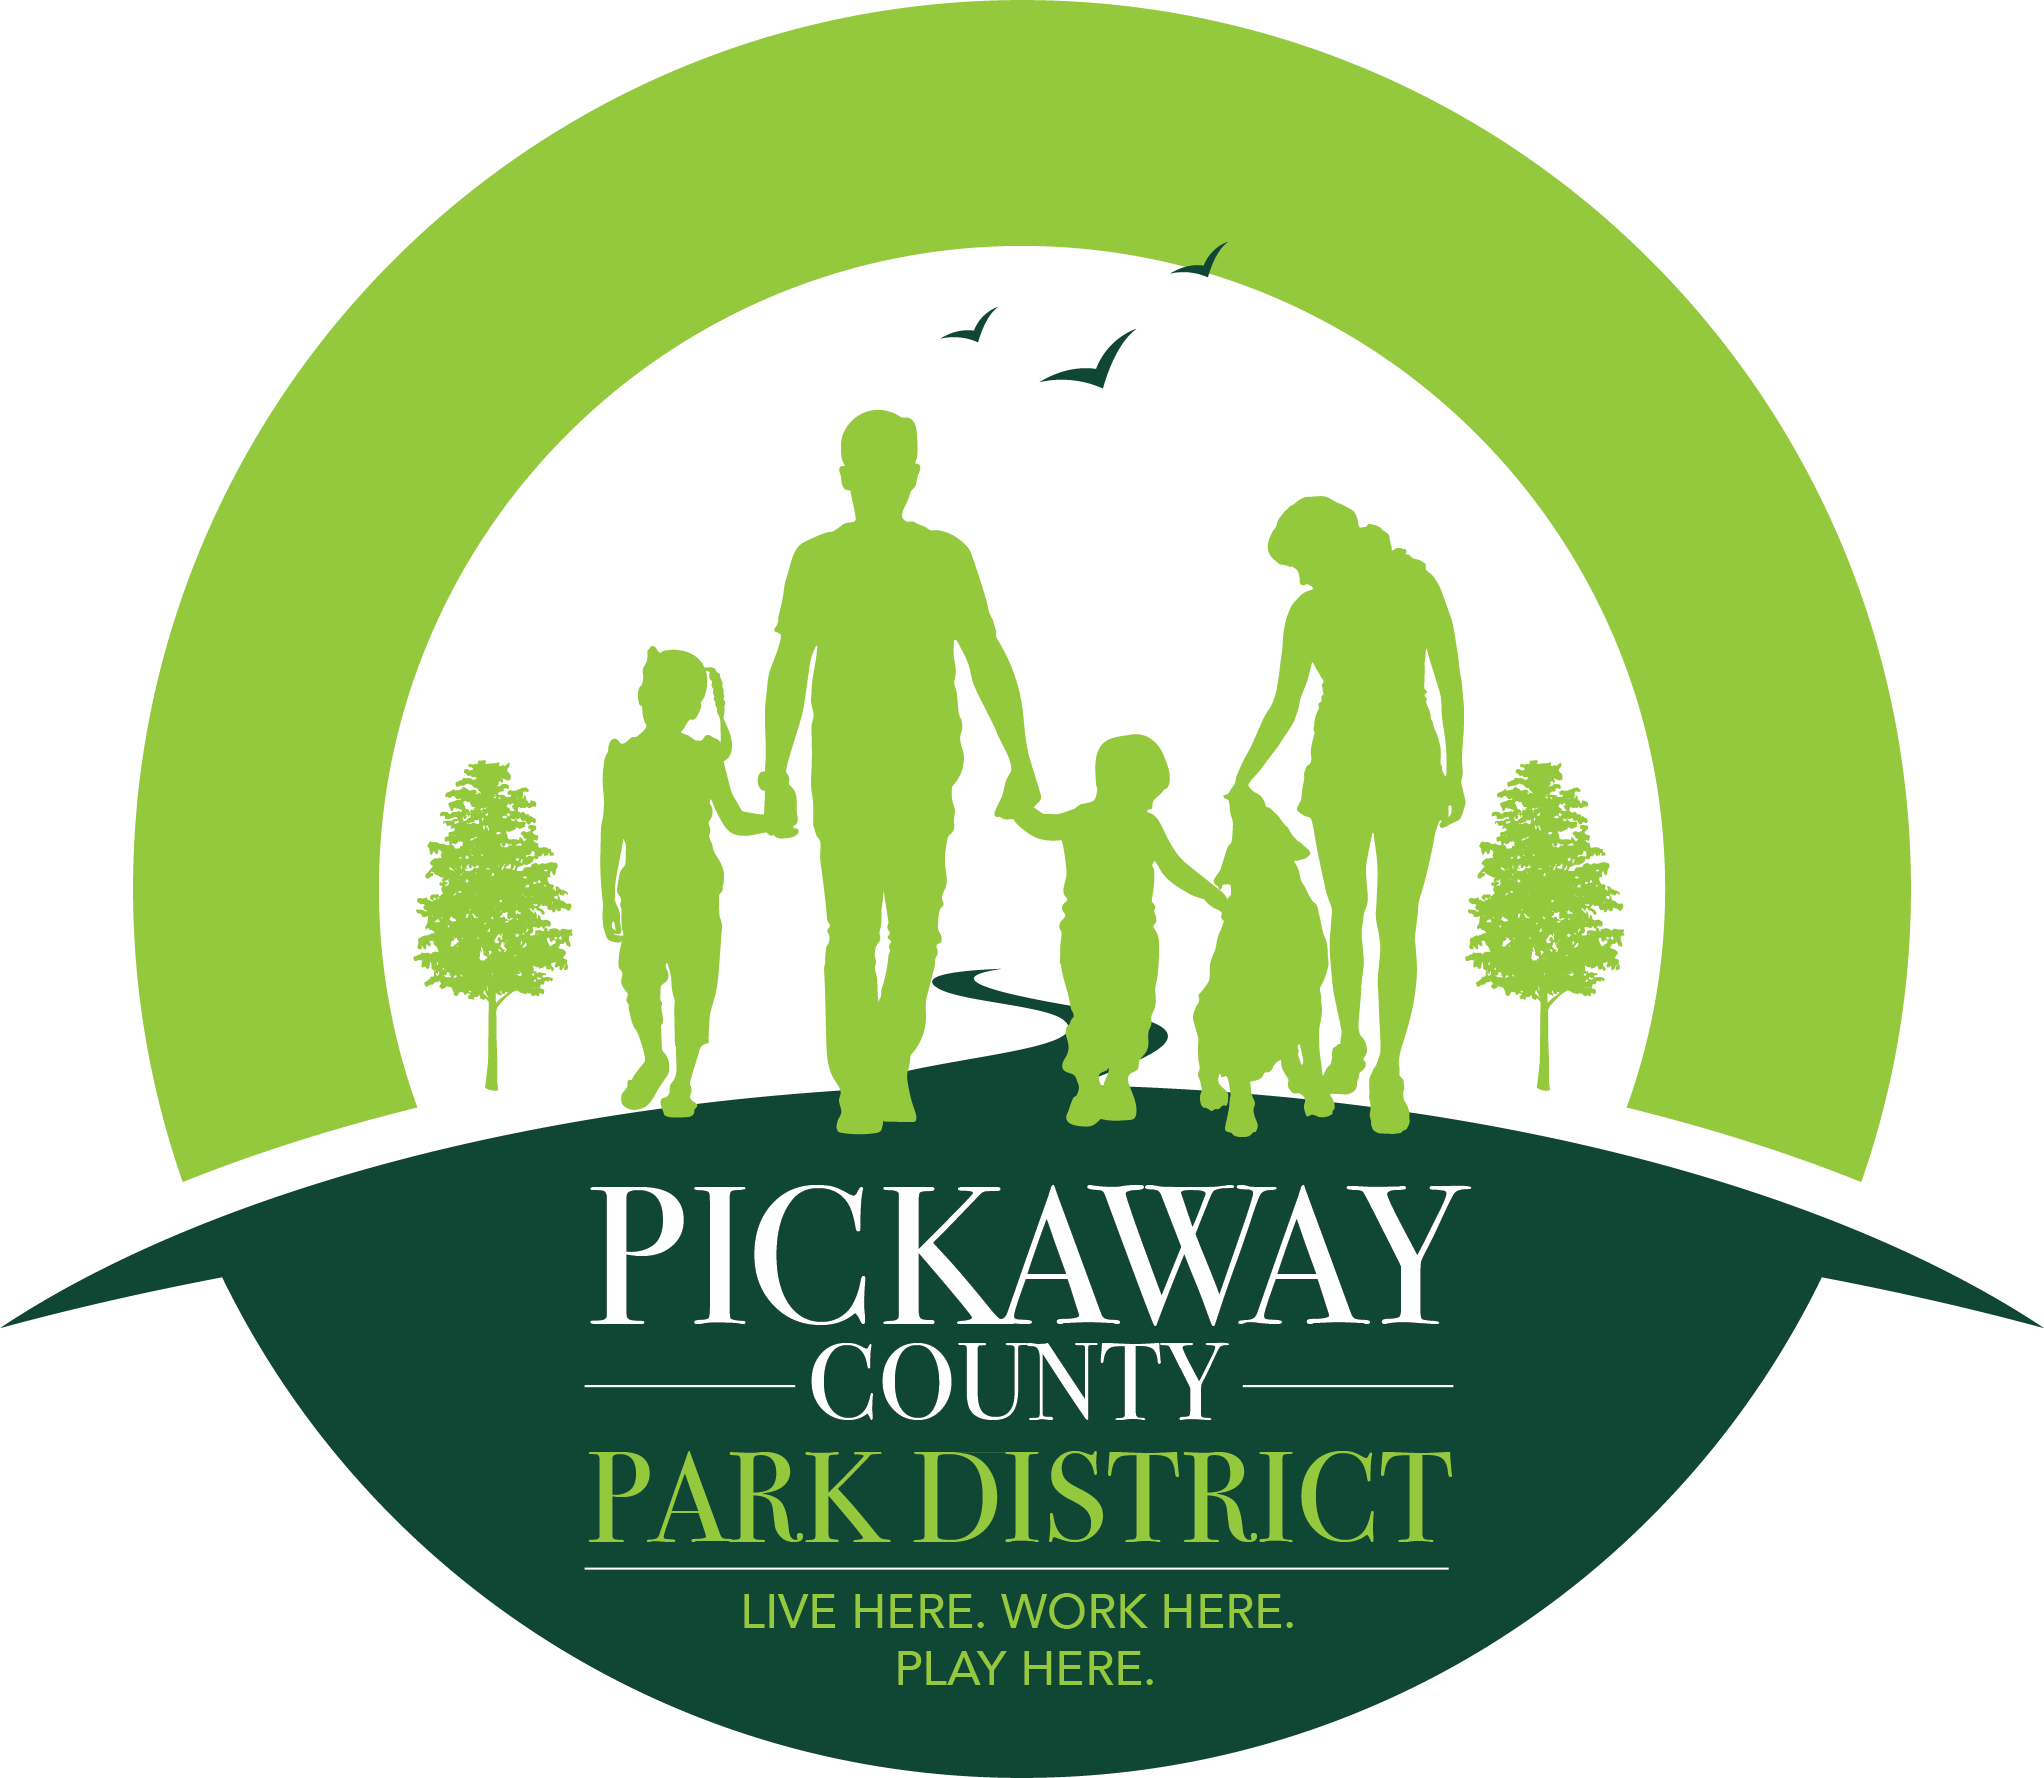 PICKAWAY
COUNTY
PARK DISTRICT
LIVE HERE. WORK HERE.
PLAY HERE.